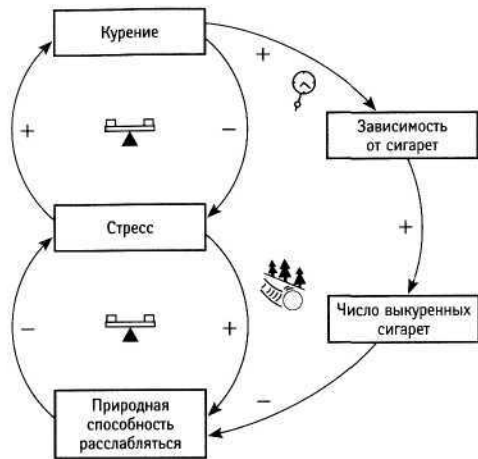 Курение
+
+
−
Зависимость
от сигарет
Стресс
+
−
+
Число выкуренных
сигарет
−
Природная
способность
расслабляться